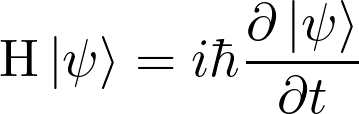 H |ψ⟩ = iℏ ∂ |ψ⟩ / ∂t